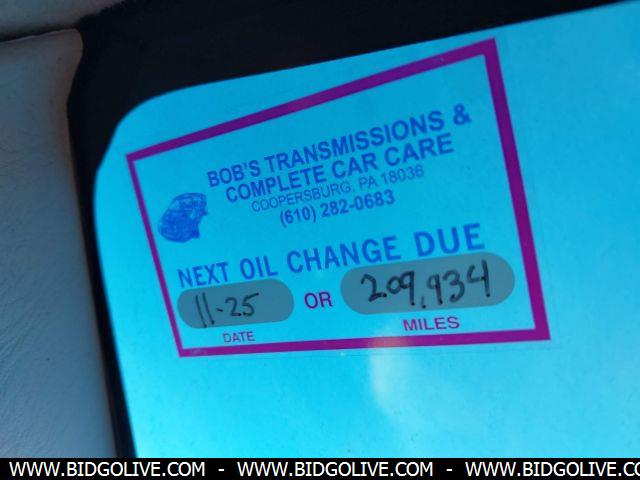 BOB'S TRANSMISSIONS &
COMPLETE CAR CARE
COOPERSBURG, PA 18036
(610) 282-0683
NEXT OIL CHANGE DUE
11-25 OR 209,934
DATE MILES
WWW.BIDGOLIVE.COM - WWW.BIDGOLIVE.COM - WWW.BIDGOLIVE.CO